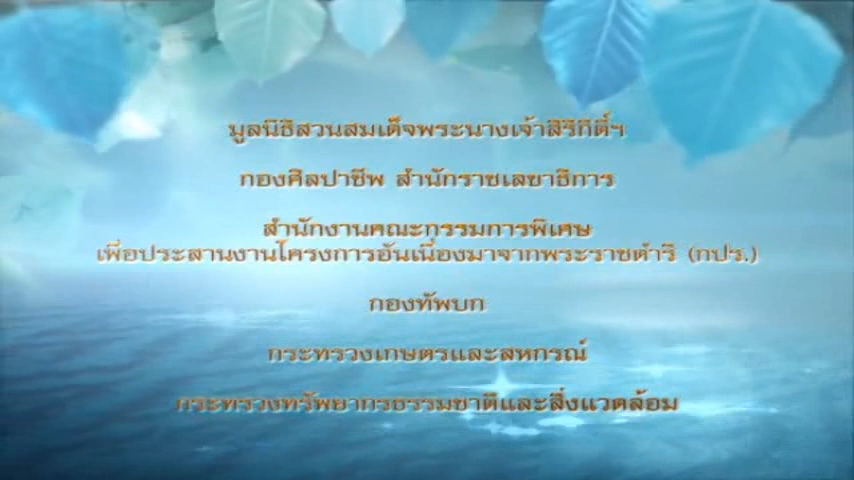 มูลนิธิสวนสมเด็จพระนางเจ้าสิริกิติ์ฯ
กองศิลปาชีพ สำนักราชเลขาธิการ
สำนักงานคณะกรรมการพิเศษ
เพื่อประสานงานโครงการอันเนื่องมาจากพระราชดำริ (กปร.)
กองทัพบก
กระทรวงเกษตรและสหกรณ์
กระทรวงทรัพยากรธรรมชาติและสิ่งแวดล้อม